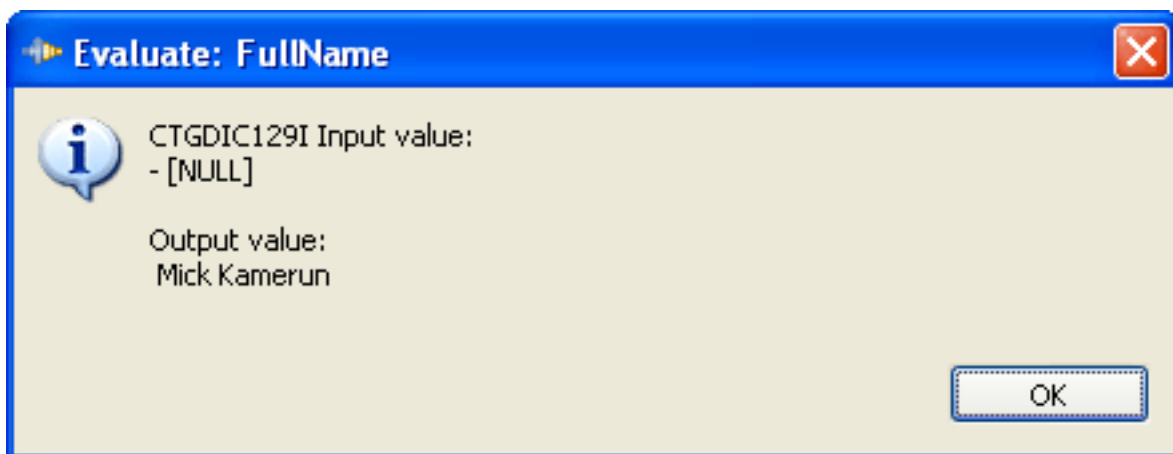 Evaluate: FullName
CTGDIC129I Input value:
- [NULL]
Output value:
Mick Kamerun
OK